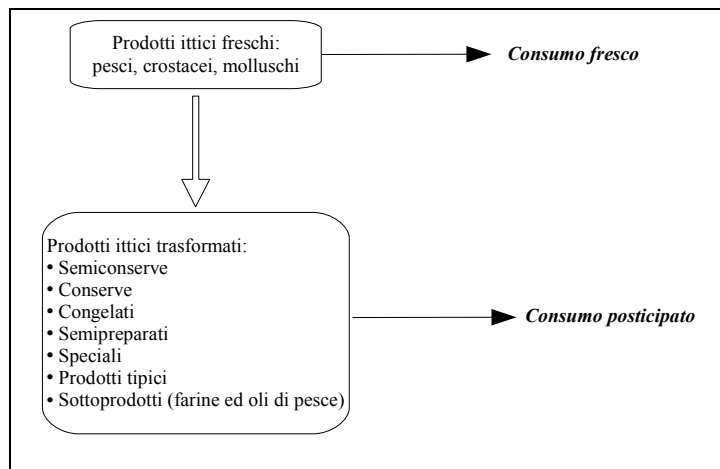 Prodotti ittici freschi:
pesci, crostacei, molluschi
Consumo fresco
Prodotti ittici trasformati:
• Semiconserve
• Conserve
• Congelati
• Semipreparati
• Speciali
• Prodotti tipici
• Sottoprodotti (farine ed oli di pesce)
Consumo posticipato